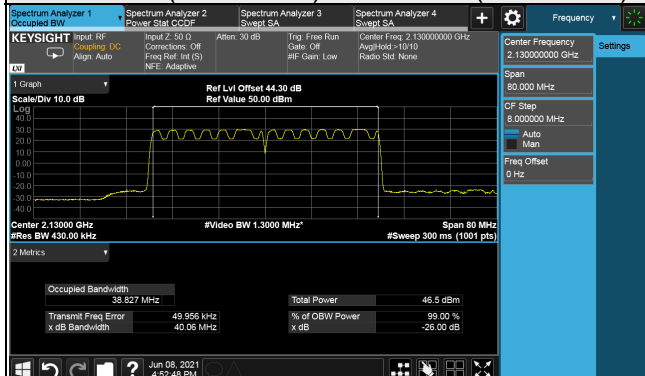 Spectrum Analyzer 1
Occupied BW
Spectrum Analyzer 2
Power Stat CCDF
Spectrum Analyzer 3
Swept SA
Spectrum Analyzer 4
Swept SA
+
Frequency
KEYSIGHT
Input: RF
Coupling: DC
Align: Auto
Input Z: 50 Ω
Corrections: Off
Freq Ref: Int (S)
NFE: Adaptive
Atten: 30 dB
Trig: Free Run
Gate: Off
#IF Gain: Low
Center Freq: 2.130000000 GHz
Avg|Hold:>10/10
Radio Std: None
LXI
Center Frequency
2.130000000 GHz
Settings
Span
80.000 MHz
CF Step
8.000000 MHz
Auto
Man
Freq Offset
0 Hz
1 Graph
Scale/Div 10.0 dB
Ref Lvl Offset 44.30 dB
Ref Value 50.00 dBm
Log
40.0
30.0
20.0
10.0
0.00
-10.0
-20.0
-30.0
-40.0
Center 2.13000 GHz
#Res BW 430.00 kHz
#Video BW 1.3000 MHz*
Span 80 MHz
#Sweep 300 ms (1001 pts)
2 Metrics
Occupied Bandwidth
38.827 MHz
Total Power 46.5 dBm
Transmit Freq Error 49.956 kHz
% of OBW Power 99.00 %
x dB Bandwidth 40.06 MHz
x dB -26.00 dB
?
Jun 08, 2021
4:52:48 PM